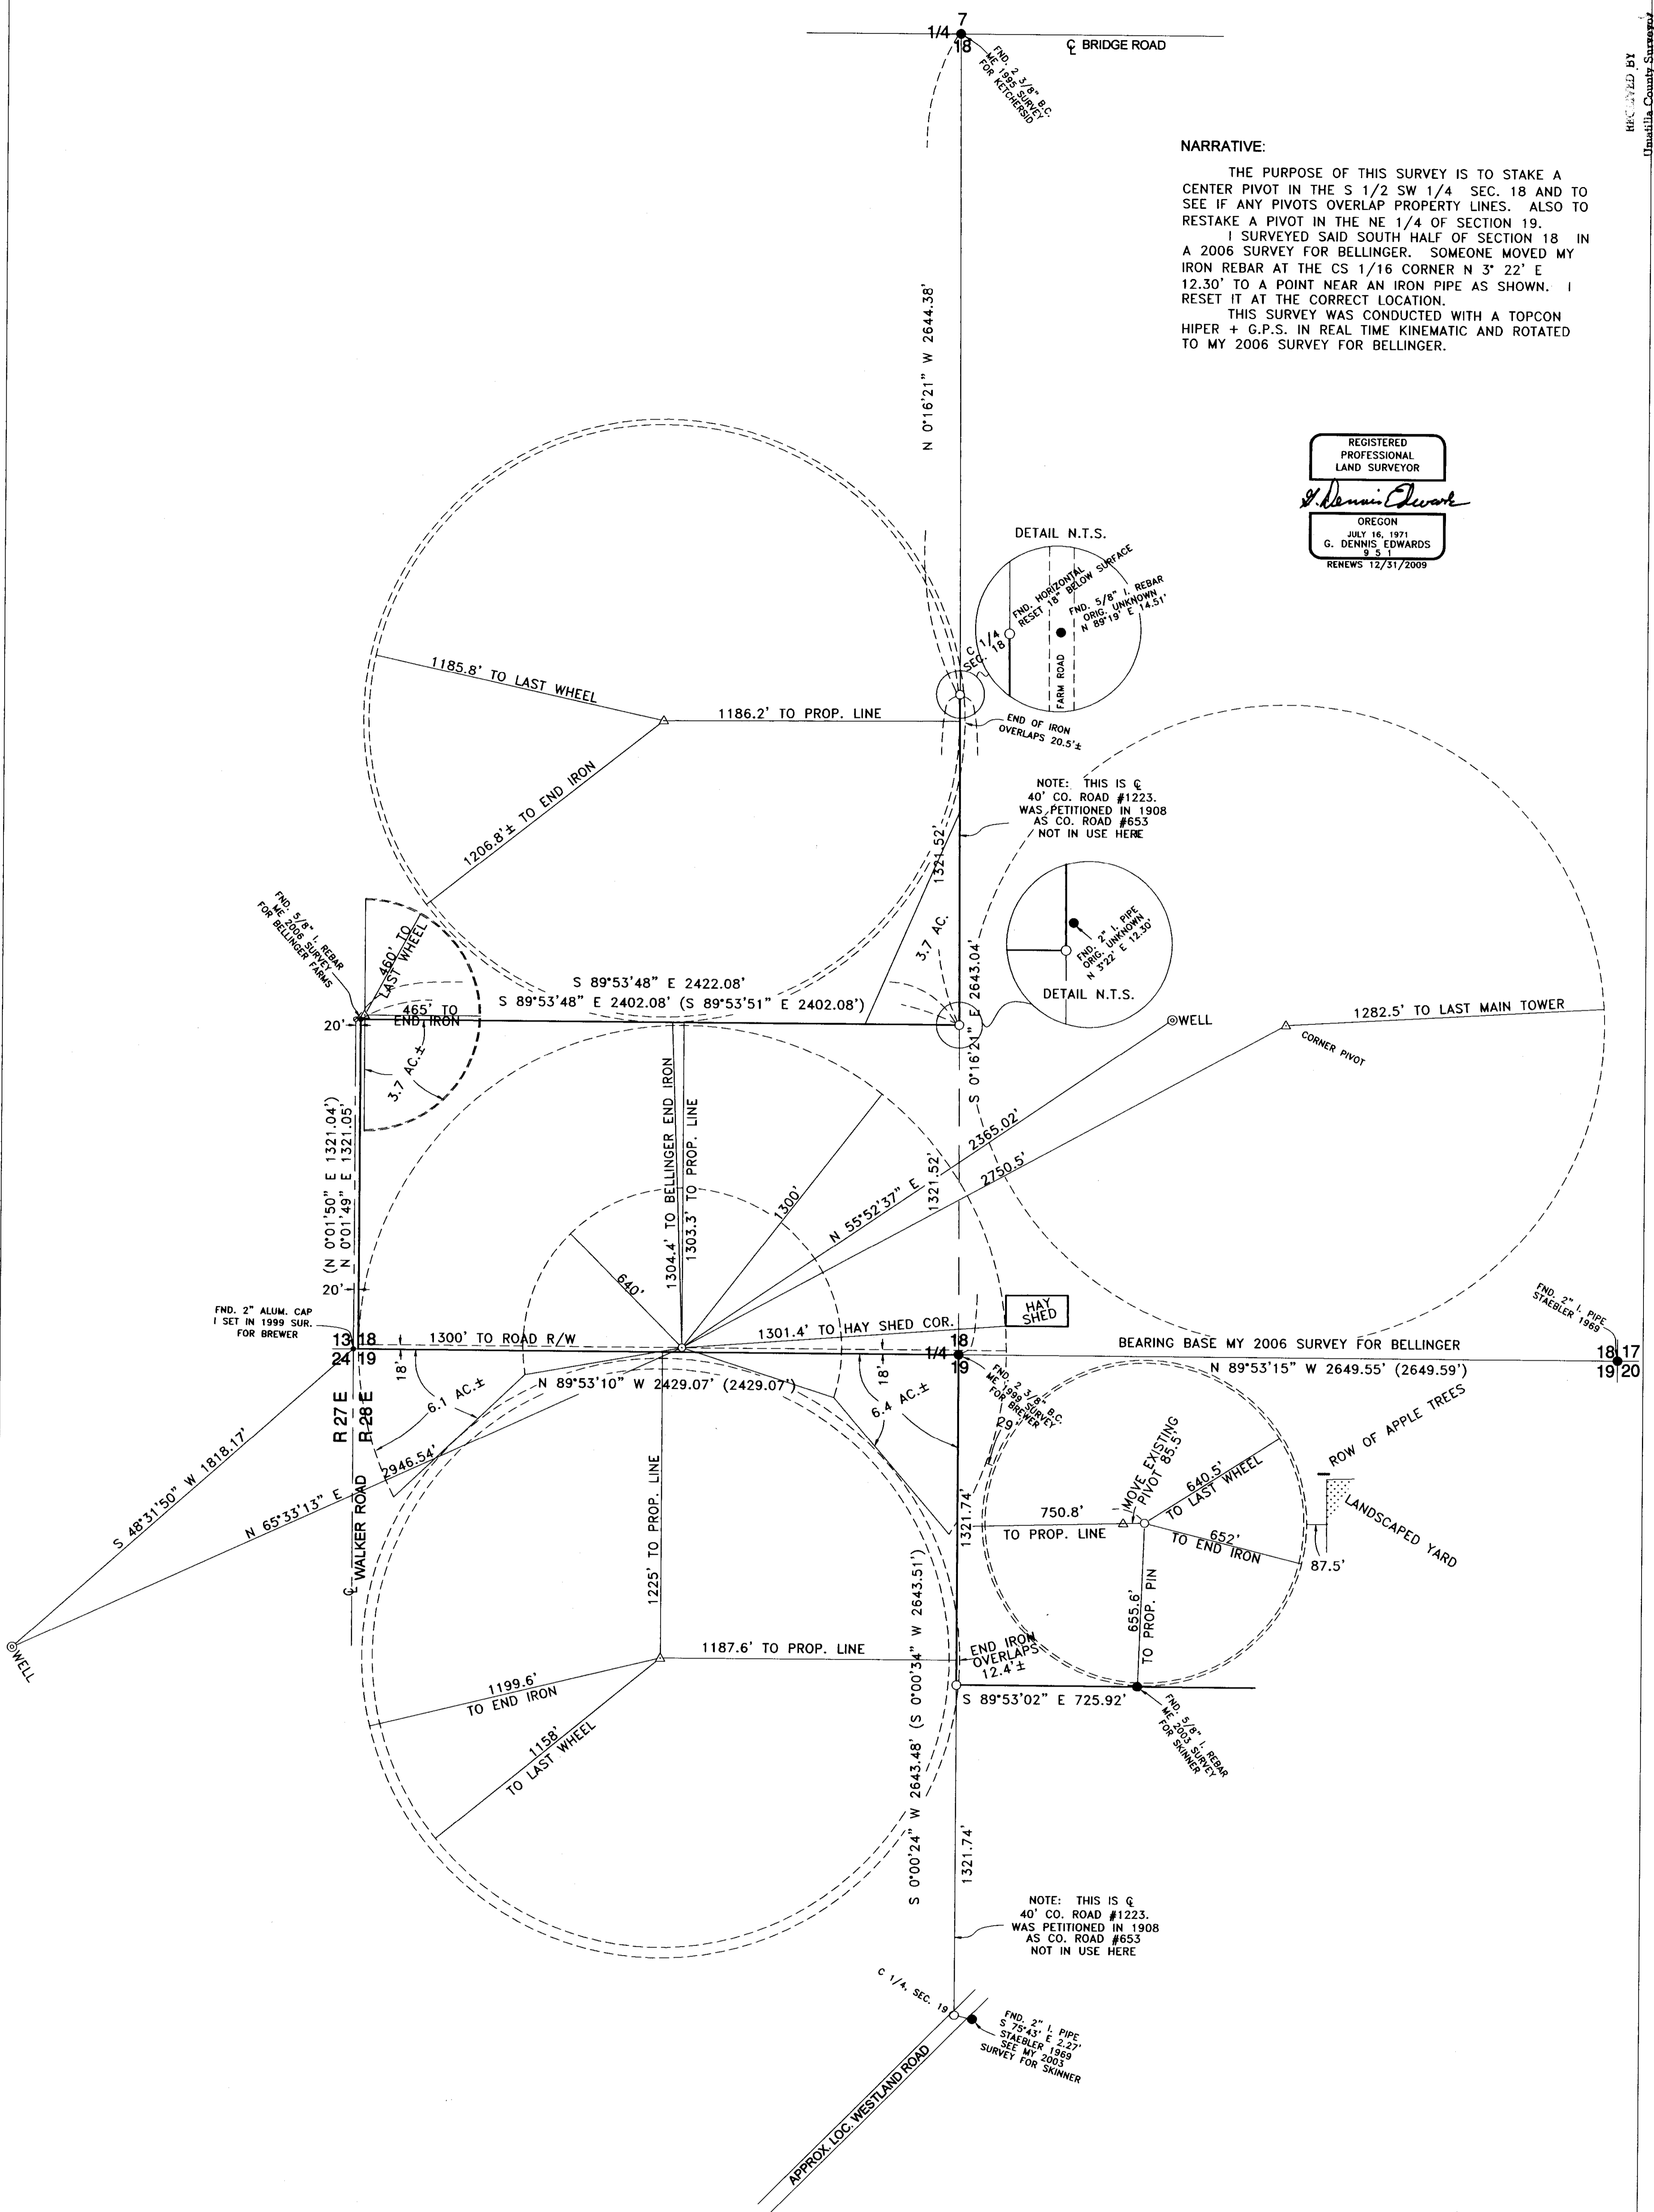 7
1/4
18
℄ BRIDGE ROAD
FND. 2 3/8" B.C.
ME 1995 SURVEY
FOR KETCHERSID
BY
Umatilla County Surveyor
NARRATIVE:
THE PURPOSE OF THIS SURVEY IS TO STAKE A
CENTER PIVOT IN THE S 1/2 SW 1/4 SEC. 18 AND TO
SEE IF ANY PIVOTS OVERLAP PROPERTY LINES. ALSO TO
RESTAKE A PIVOT IN THE NE 1/4 OF SECTION 19.
I SURVEYED SAID SOUTH HALF OF SECTION 18 IN
A 2006 SURVEY FOR BELLINGER. SOMEONE MOVED MY
IRON REBAR AT THE CS 1/16 CORNER N 3° 22' E
12.30' TO A POINT NEAR AN IRON PIPE AS SHOWN. I
RESET IT AT THE CORRECT LOCATION.
THIS SURVEY WAS CONDUCTED WITH A TOPCON
HIPER + G.P.S. IN REAL TIME KINEMATIC AND ROTATED
TO MY 2006 SURVEY FOR BELLINGER.
N 0°16'21" W 2644.38'
REGISTERED
PROFESSIONAL
LAND SURVEYOR
G. Dennis Edwards
OREGON
JULY 16, 1971
G. DENNIS EDWARDS
9 5 1
RENEWS 12/31/2009
DETAIL N.T.S.
FND. HORIZONTAL
RESET 18" BELOW SURFACE
FND. 5/8" I. REBAR
ORIG. UNKNOWN
N 89°19' E 14.51'
C 1/4
SEC. 18
FARM ROAD
1185.8' TO LAST WHEEL
1186.2' TO PROP. LINE
END OF IRON
OVERLAPS 20.5'±
1206.8'± TO END IRON
NOTE: THIS IS ℄
40' CO. ROAD #1223.
WAS PETITIONED IN 1908
AS CO. ROAD #653
NOT IN USE HERE
1321.52'
3.7 AC.
FND. 5/8" I. REBAR
ME 2006 SURVEY
FOR BELLINGER FARMS
460' TO
LAST WHEEL
465' TO
END IRON
20'
3.7 AC.±
S 89°53'48" E 2422.08'
S 89°53'48" E 2402.08' (S 89°53'51" E 2402.08')
FND. 2" I. PIPE
ORIG. UNKNOWN
N 3°22' E 12.30'
DETAIL N.T.S.
S 0°16'21" E 2643.04'
WELL
1282.5' TO LAST MAIN TOWER
CORNER PIVOT
(N 0°01'50" E 1321.04')
N 0°01'49" E 1321.05'
20'
1304.4' TO BELLINGER END IRON
1303.3' TO PROP. LINE
1300'
640'
N 55°52'37" E
2365.02'
2750.5'
1321.52'
FND. 2" ALUM. CAP
I SET IN 1999 SUR.
FOR BREWER
13 18
24 19
1300' TO ROAD R/W
1301.4' TO HAY SHED COR.
HAY
SHED
18
1/4
19
BEARING BASE MY 2006 SURVEY FOR BELLINGER
N 89°53'15" W 2649.55' (2649.59')
FND. 2" I. PIPE
STAEBLER 1969
18 17
19 20
18'
18'
N 89°53'10" W 2429.07' (2429.07')
6.1 AC.±
6.4 AC.±
FND. 2 3/8" B.C.
ME 1999 SURVEY
FOR BREWER
29'
R 27 E
R 28 E
℄ WALKER ROAD
S 48°31'50" W 1818.17'
N 65°33'13" E
2946.54'
WELL
1225' TO PROP. LINE
1321.74'
750.8'
TO PROP. LINE
MOVE EXISTING
PIVOT 85.5'
640.5'
TO LAST WHEEL
652'
TO END IRON
ROW OF APPLE TREES
LANDSCAPED YARD
87.5'
655.6'
TO PROP. PIN
1187.6' TO PROP. LINE
END IRON
OVERLAPS
12.4'±
1199.6'
TO END IRON
1158'
TO LAST WHEEL
S 89°53'02" E 725.92'
FND. 5/8" I. REBAR
ME 2003 SURVEY
FOR SKINNER
S 0°00'24" W 2643.48' (S 0°00'34" W 2643.51')
1321.74'
NOTE: THIS IS ℄
40' CO. ROAD #1223.
WAS PETITIONED IN 1908
AS CO. ROAD #653
NOT IN USE HERE
C 1/4, SEC. 19
FND. 2" I. PIPE
S 75°43' E 2.27'
STAEBLER 1969
SEE MY 2003
SURVEY FOR SKINNER
APPROX. LOC. WESTLAND ROAD